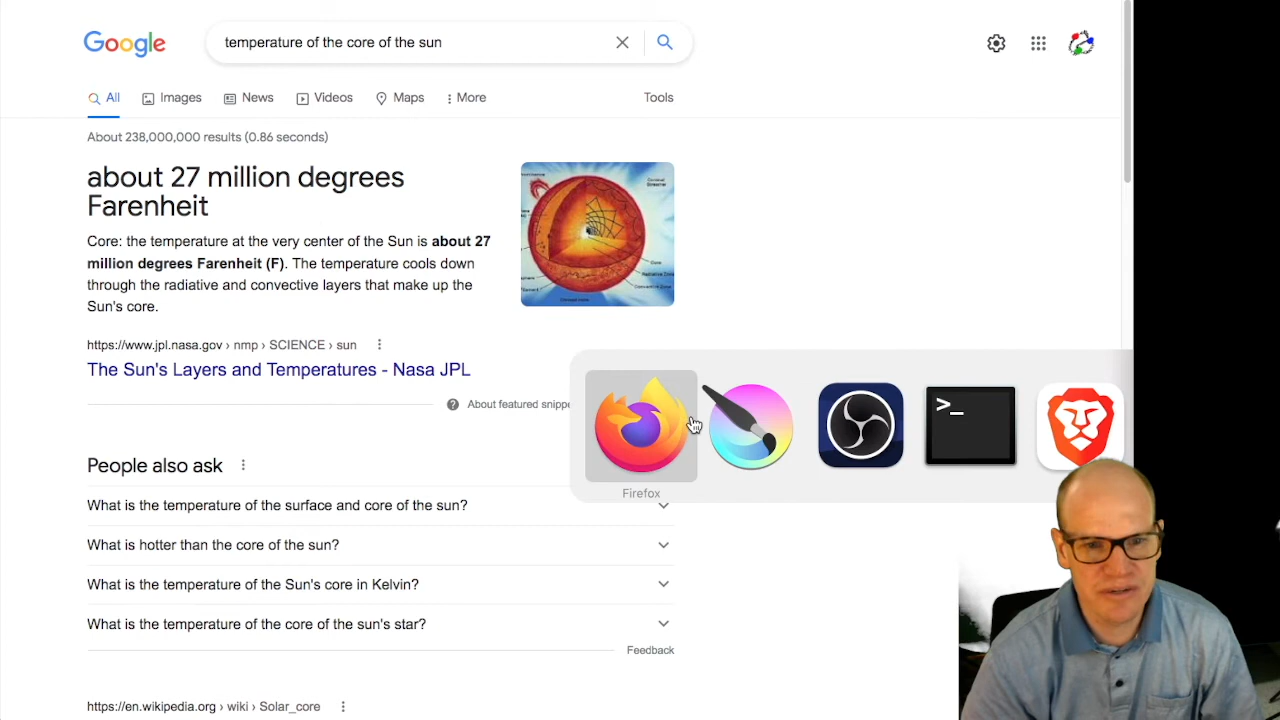 Google
temperature of the core of the sun
All
Images
News
Videos
Maps
More
Tools
About 238,000,000 results (0.86 seconds)
about 27 million degrees
Farenheit
Core: the temperature at the very center of the Sun is about 27
million degrees Farenheit (F). The temperature cools down
through the radiative and convective layers that make up the
Sun's core.
https://www.jpl.nasa.gov › nmp › SCIENCE › sun
The Sun's Layers and Temperatures - Nasa JPL
About featured
>_
Firefox
People also ask
What is the temperature of the surface and core of the sun?
What is hotter than the core of the sun?
What is the temperature of the Sun's core in Kelvin?
What is the temperature of the core of the sun's star?
Feedback
https://en.wikipedia.org › wiki › Solar_core